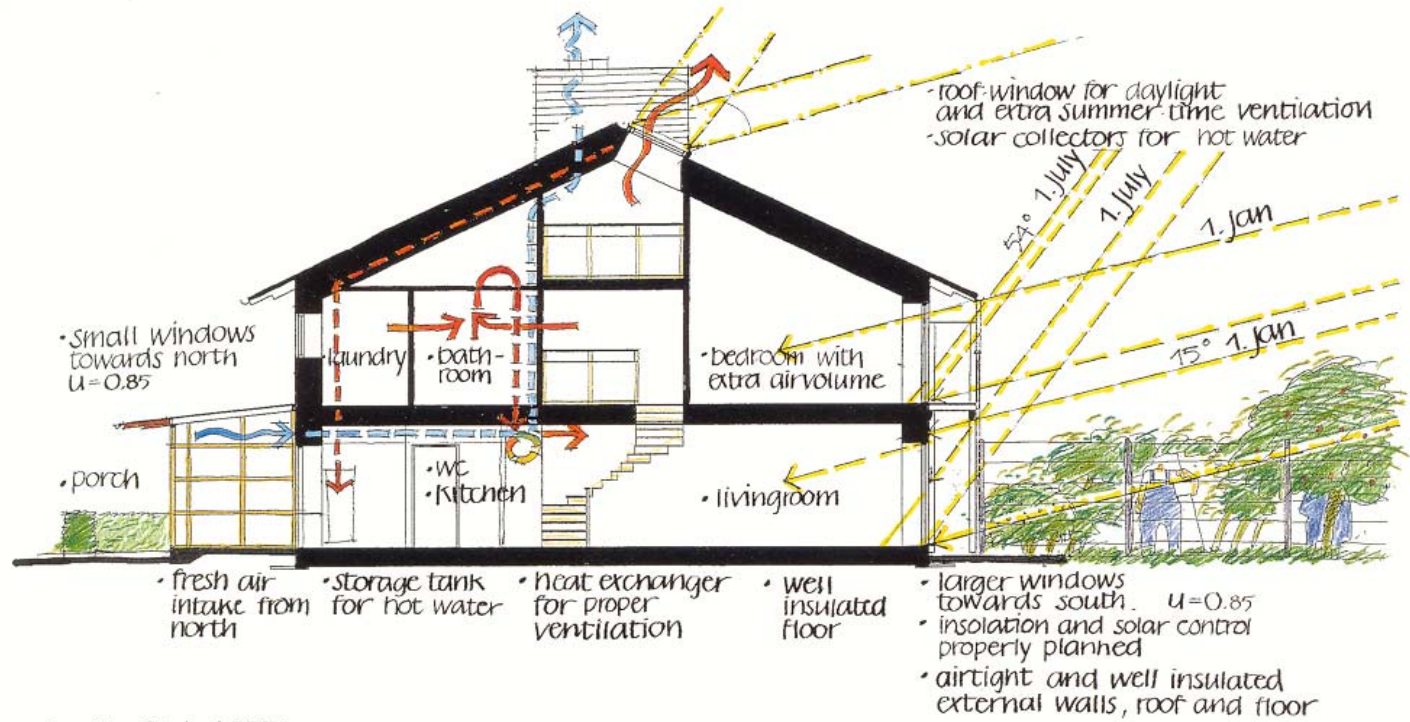 ·roof-window for daylight
and extra summer-time ventilation
-solar collectors for hot water
54° 1. July
1. July
1. Jan
15° 1. Jan
·small windows
towards north
u=0.85
·laundry
·bath-
room
·bedroom with
extra airvolume
·porch
·wc
·kitchen
·livingroom
·fresh air
intake from
north
·storage tank
for hot water
·heat exchanger
for proper
ventilation
·well
insulated
floor
·larger windows
towards south. u=0.85
·insolation and solar control
properly planned
·airtight and well insulated
external walls, roof and floor